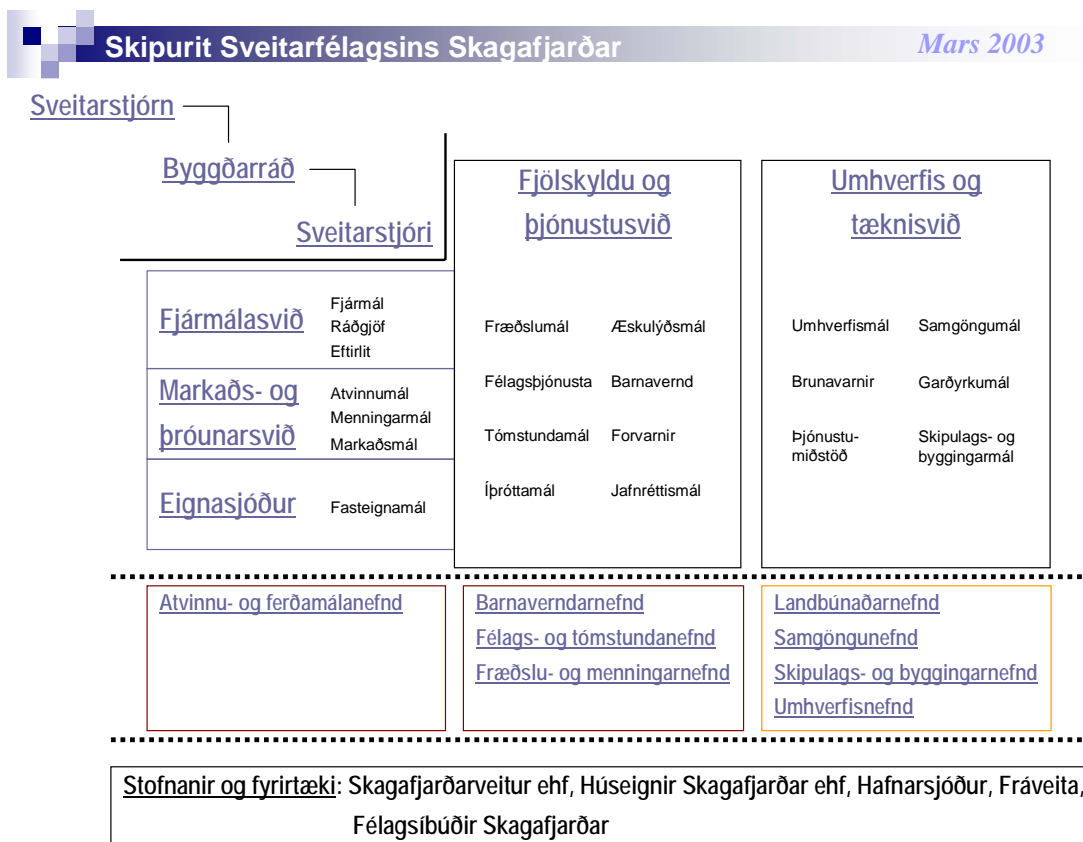 Skipurit Sveitarfélagsins Skagafjarðar
Mars 2003
Sveitarstjórn
Byggðarráð
Sveitarstjóri
Fjármálasvið
Fjármál
Ráðgjöf
Eftirlit
Markaðs- og
þróunarsvið
Atvinnumál
Menningarmál
Markaðsmál
Eignasjóður
Fasteignamál
Fjölskyldu og
þjónustusvið
Fræðslumál
Æskulýðsmál
Félagsþjónusta
Barnavernd
Tómstundamál
Forvarnir
Íþróttamál
Jafnréttismál
Umhverfis og
tæknisvið
Umhverfismál
Samgöngumál
Brunavarnir
Garðyrkumál
Þjónustu-
miðstöð
Skipulags- og
byggingarmál
Atvinnu- og ferðamálanefnd
Barnaverndarnefnd
Félags- og tómstundanefnd
Fræðslu- og menningarnefnd
Landbúnaðarnefnd
Samgöngunefnd
Skipulags- og byggingarnefnd
Umhverfisnefnd
Stofnanir og fyrirtæki: Skagafjarðarveitur ehf, Húseignir Skagafjarðar ehf, Hafnarsjóður, Fráveita,
Félagsíbúðir Skagafjarðar